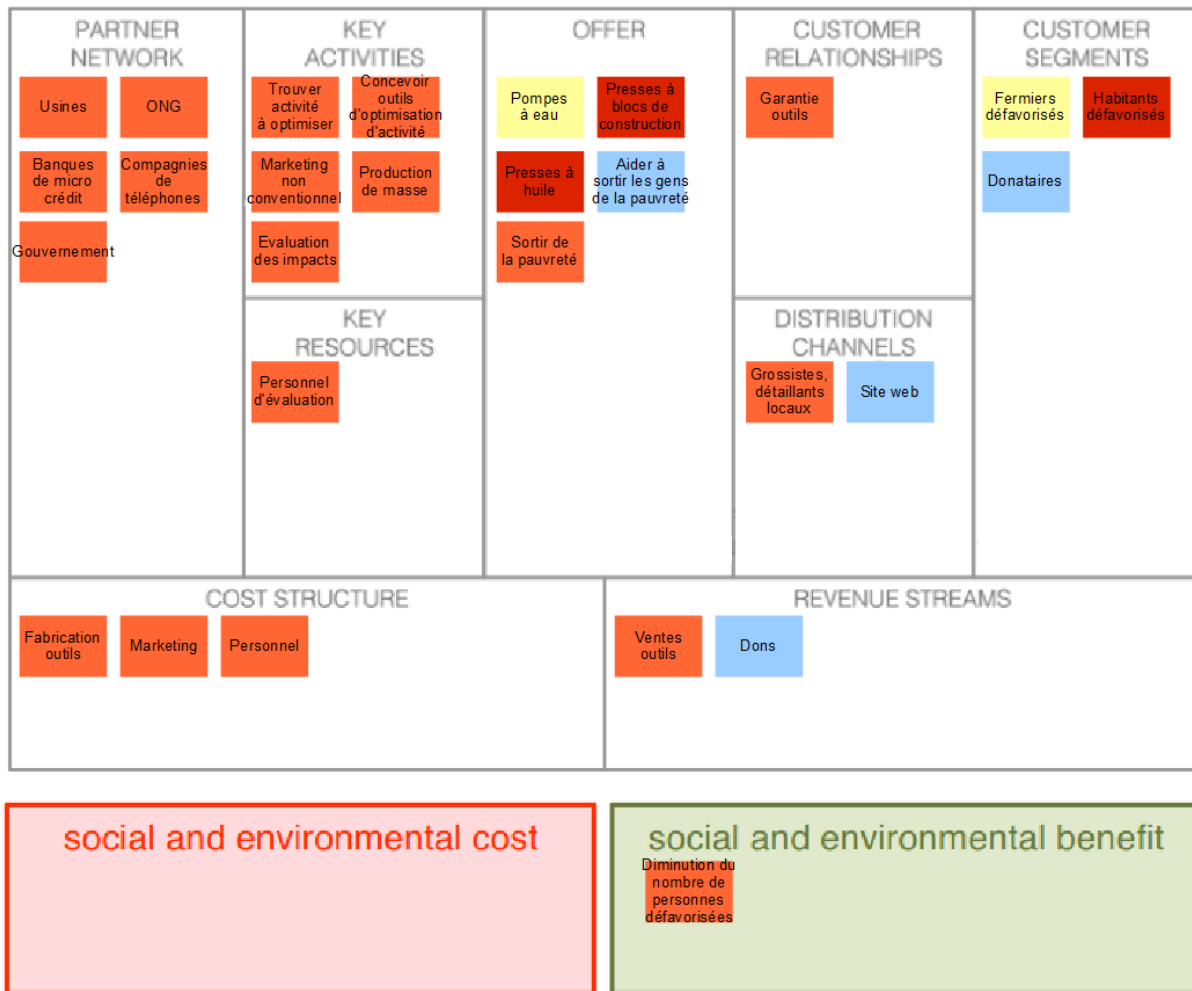 PARTNER
NETWORK
Usines
ONG
Banques
de micro
crédit
Compagnies
de
téléphones
Gouvernement
KEY
ACTIVITIES
Trouver
activité
à optimiser
Concevoir
outils
d'optimisation
d'activité
Marketing
non
conventionnel
Production
de masse
Evaluation
des impacts
KEY
RESOURCES
Personnel
d'évaluation
OFFER
Pompes
à eau
Presses à
blocs de
construction
Presses à
huile
Aider à
sortir les gens
de la pauvreté
Sortir de
la pauvreté
CUSTOMER
RELATIONSHIPS
Garantie
outils
DISTRIBUTION
CHANNELS
Grossistes,
détaillants
locaux
Site web
CUSTOMER
SEGMENTS
Fermiers
défavorisés
Habitants
défavorisés
Donataires
COST STRUCTURE
Fabrication
outils
Marketing
Personnel
REVENUE STREAMS
Ventes
outils
Dons
social and environmental cost
social and environmental benefit
Diminution du
nombre de
personnes
défavorisées